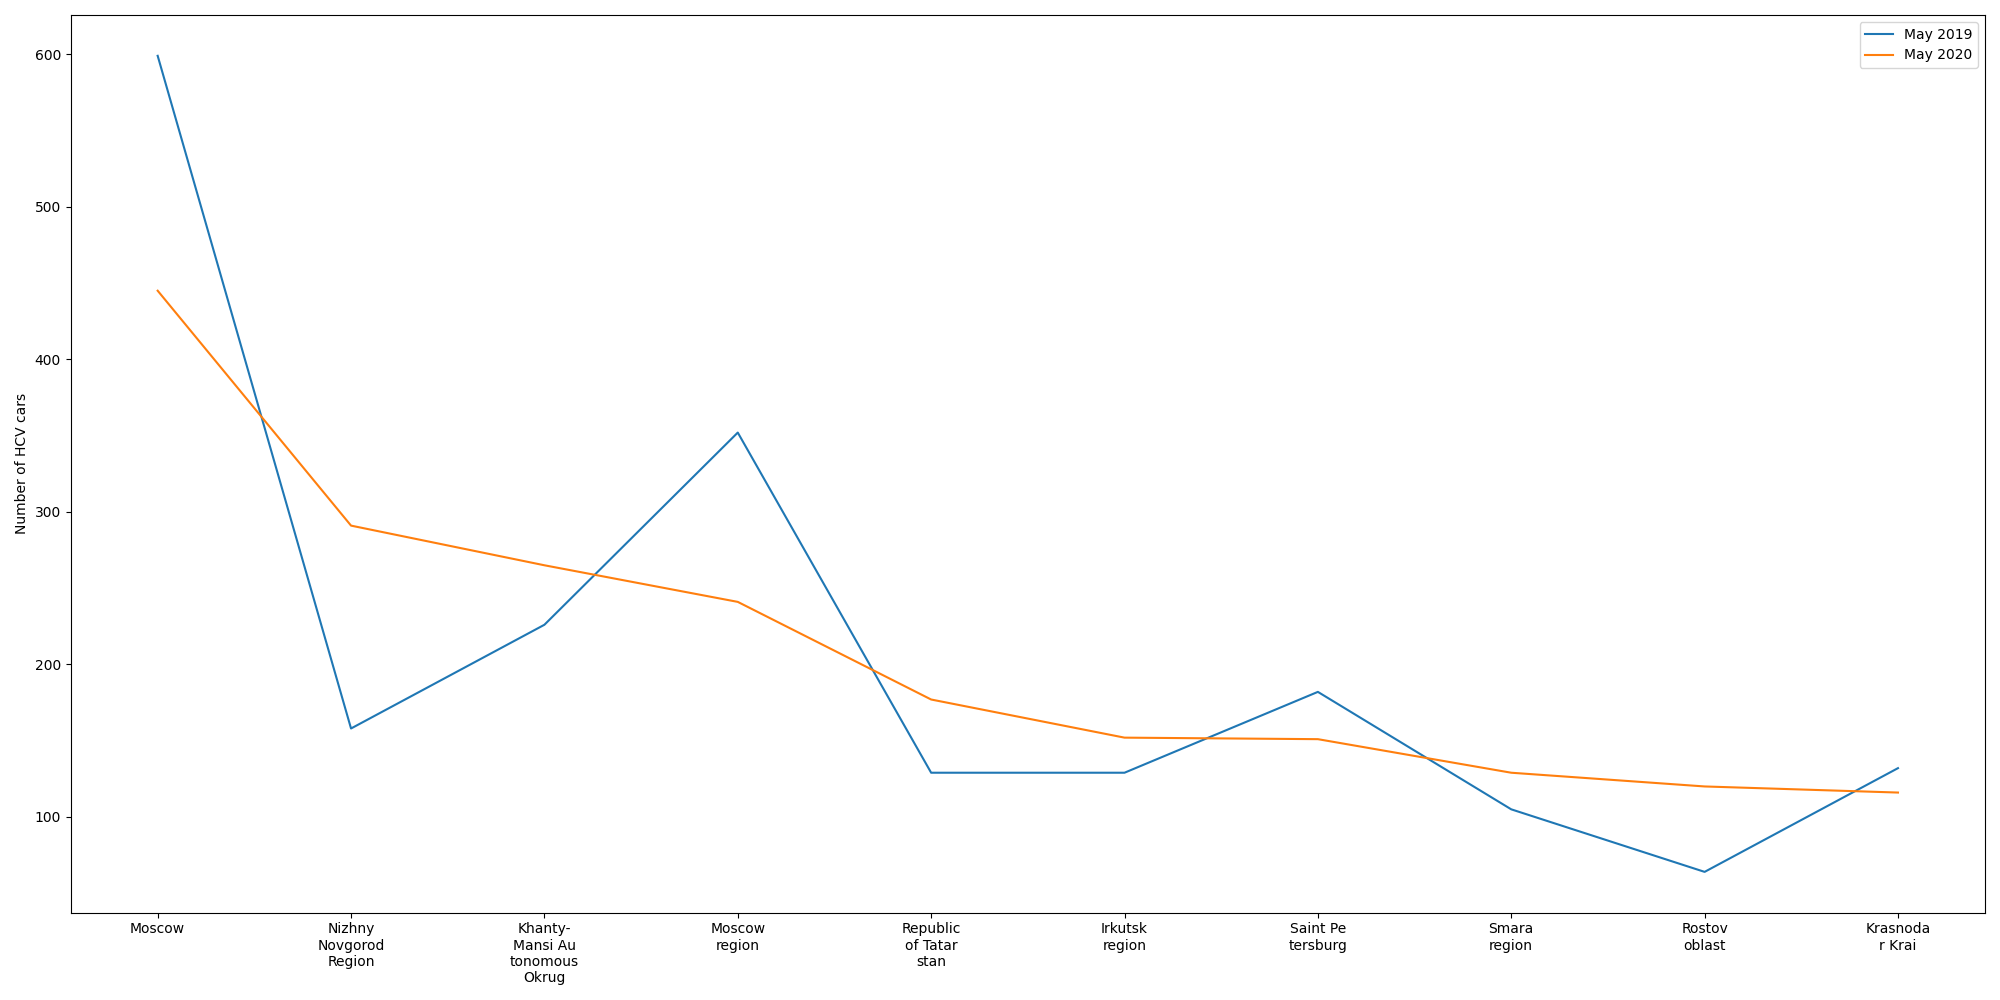 May 2019
May 2020
600
500
400
300
200
100
Number of HCV cars
Moscow
Nizhny
Novgorod
Region
Khanty-
Mansi Au
tonomous
Okrug
Moscow
region
Republic
of Tatar
stan
Irkutsk
region
Saint Pe
tersburg
Smara
region
Rostov
oblast
Krasnoda
r Krai